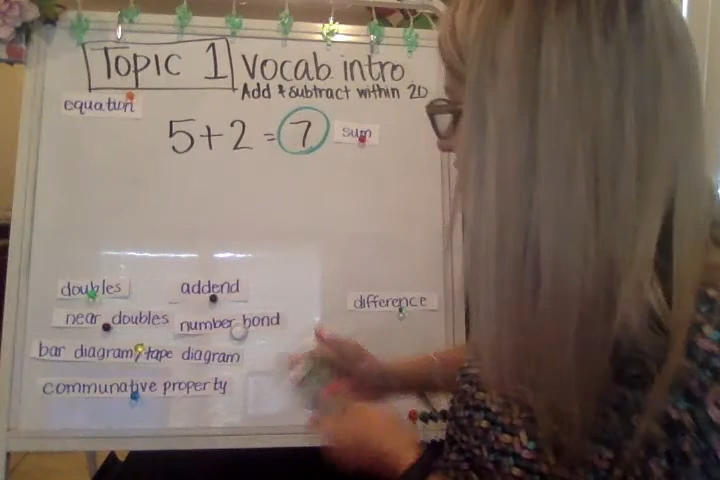 Topic 1 Vocab intro
Add & subtract within 20
equation
5+2=7 sum
doubles addend
difference
near doubles number bond
bar diagram/tape diagram
communative property